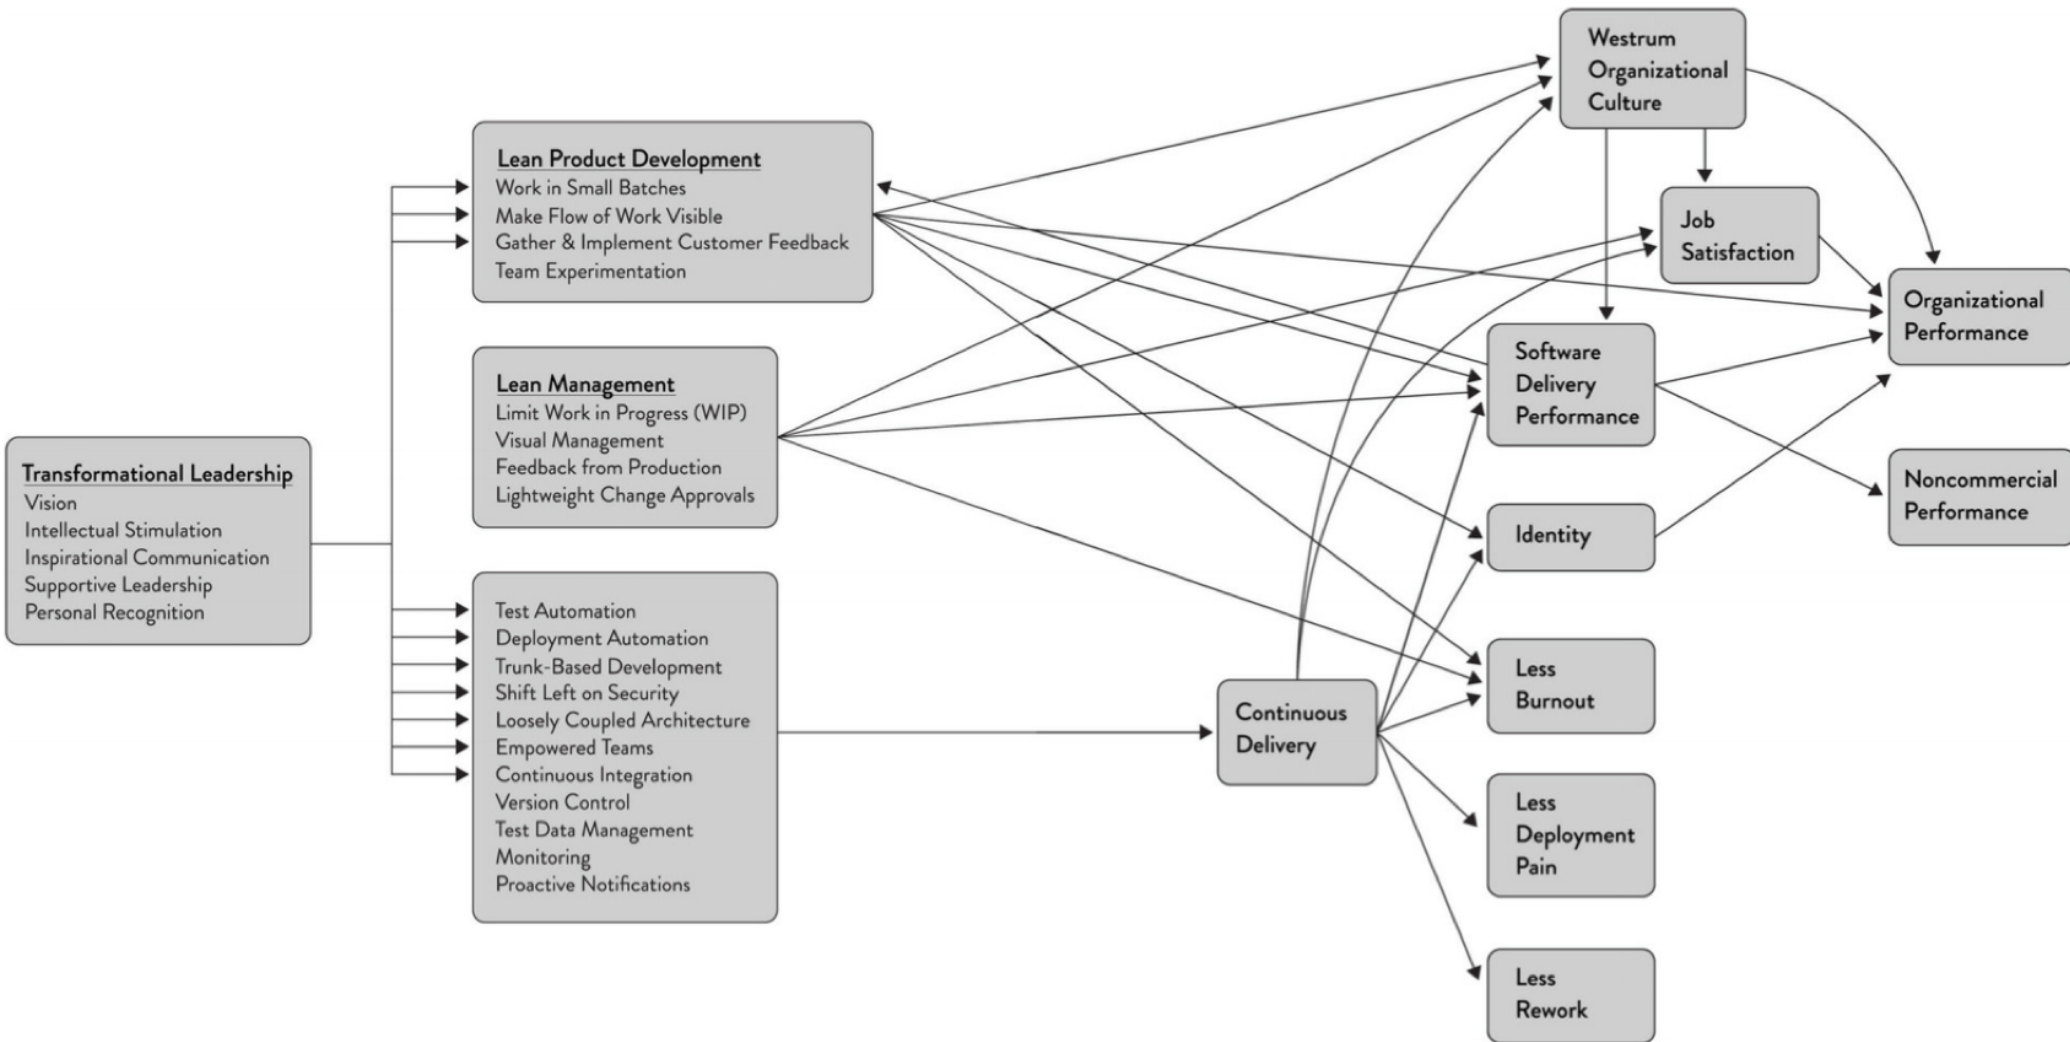 Transformational Leadership
Vision
Intellectual Stimulation
Inspirational Communication
Supportive Leadership
Personal Recognition
Lean Product Development
Work in Small Batches
Make Flow of Work Visible
Gather & Implement Customer Feedback
Team Experimentation
Lean Management
Limit Work in Progress (WIP)
Visual Management
Feedback from Production
Lightweight Change Approvals
Test Automation
Deployment Automation
Trunk-Based Development
Shift Left on Security
Loosely Coupled Architecture
Empowered Teams
Continuous Integration
Version Control
Test Data Management
Monitoring
Proactive Notifications
Continuous
Delivery
Westrum
Organizational
Culture
Job
Satisfaction
Software
Delivery
Performance
Identity
Less
Burnout
Less
Deployment
Pain
Less
Rework
Organizational
Performance
Noncommercial
Performance